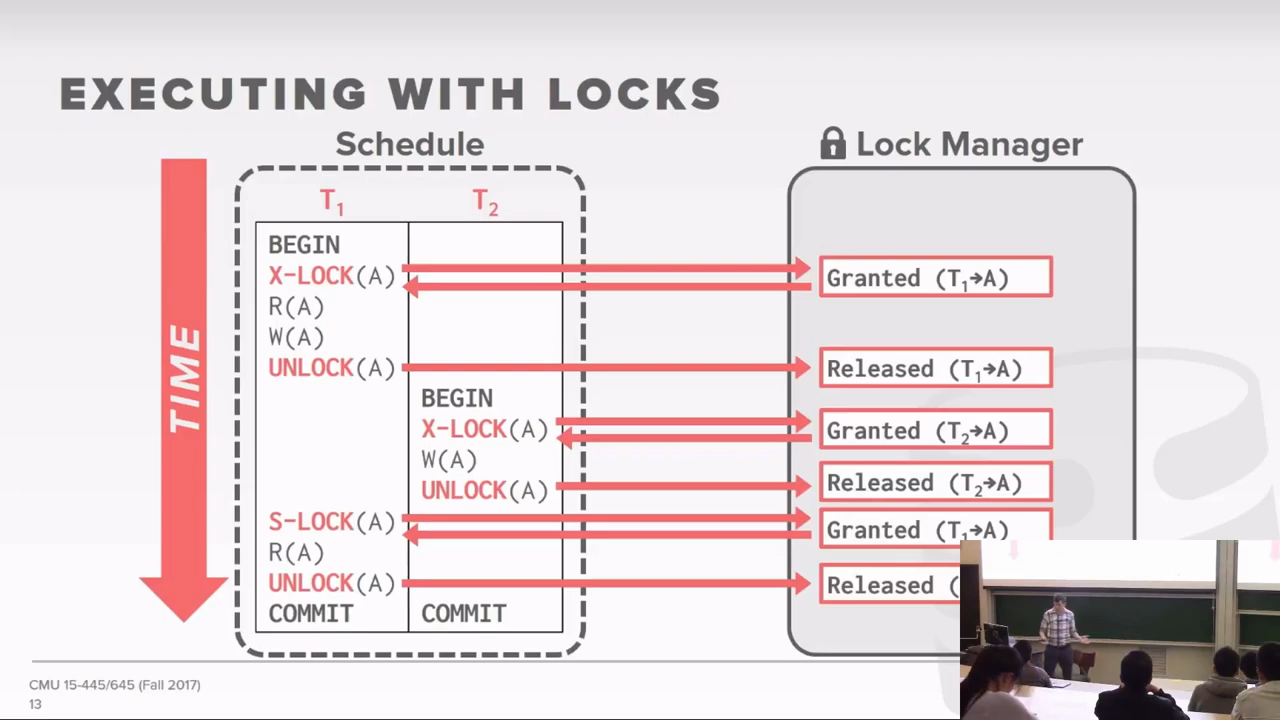 EXECUTING WITH LOCKS
Schedule
Lock Manager
TIME
T1
T2
BEGIN
X-LOCK(A)
Granted (T1→A)
R(A)
W(A)
UNLOCK(A)
Released (T1→A)
BEGIN
X-LOCK(A)
Granted (T2→A)
W(A)
UNLOCK(A)
Released (T2→A)
S-LOCK(A)
Granted (T1→A)
R(A)
UNLOCK(A)
Released (
COMMIT
COMMIT
CMU 15-445/645 (Fall 2017)
13